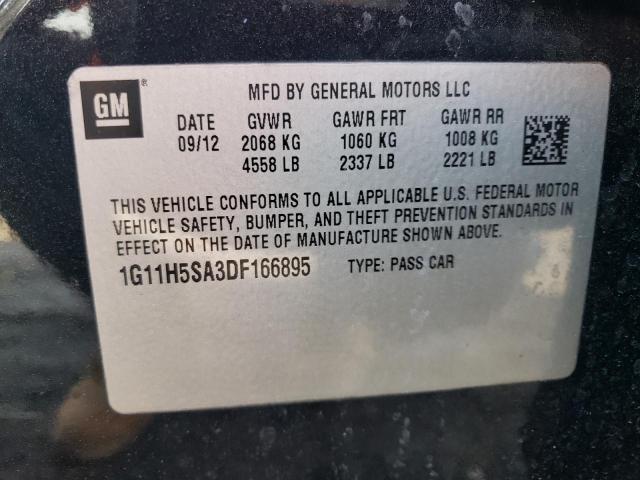 GM ®
MFD BY GENERAL MOTORS LLC
DATE GVWR GAWR FRT GAWR RR
09/12 2068 KG 1060 KG 1008 KG
4558 LB 2337 LB 2221 LB
THIS VEHICLE CONFORMS TO ALL APPLICABLE U.S. FEDERAL MOTOR
VEHICLE SAFETY, BUMPER, AND THEFT PREVENTION STANDARDS IN
EFFECT ON THE DATE OF MANUFACTURE SHOWN ABOVE.
1G11H5SA3DF166895 TYPE: PASS CAR